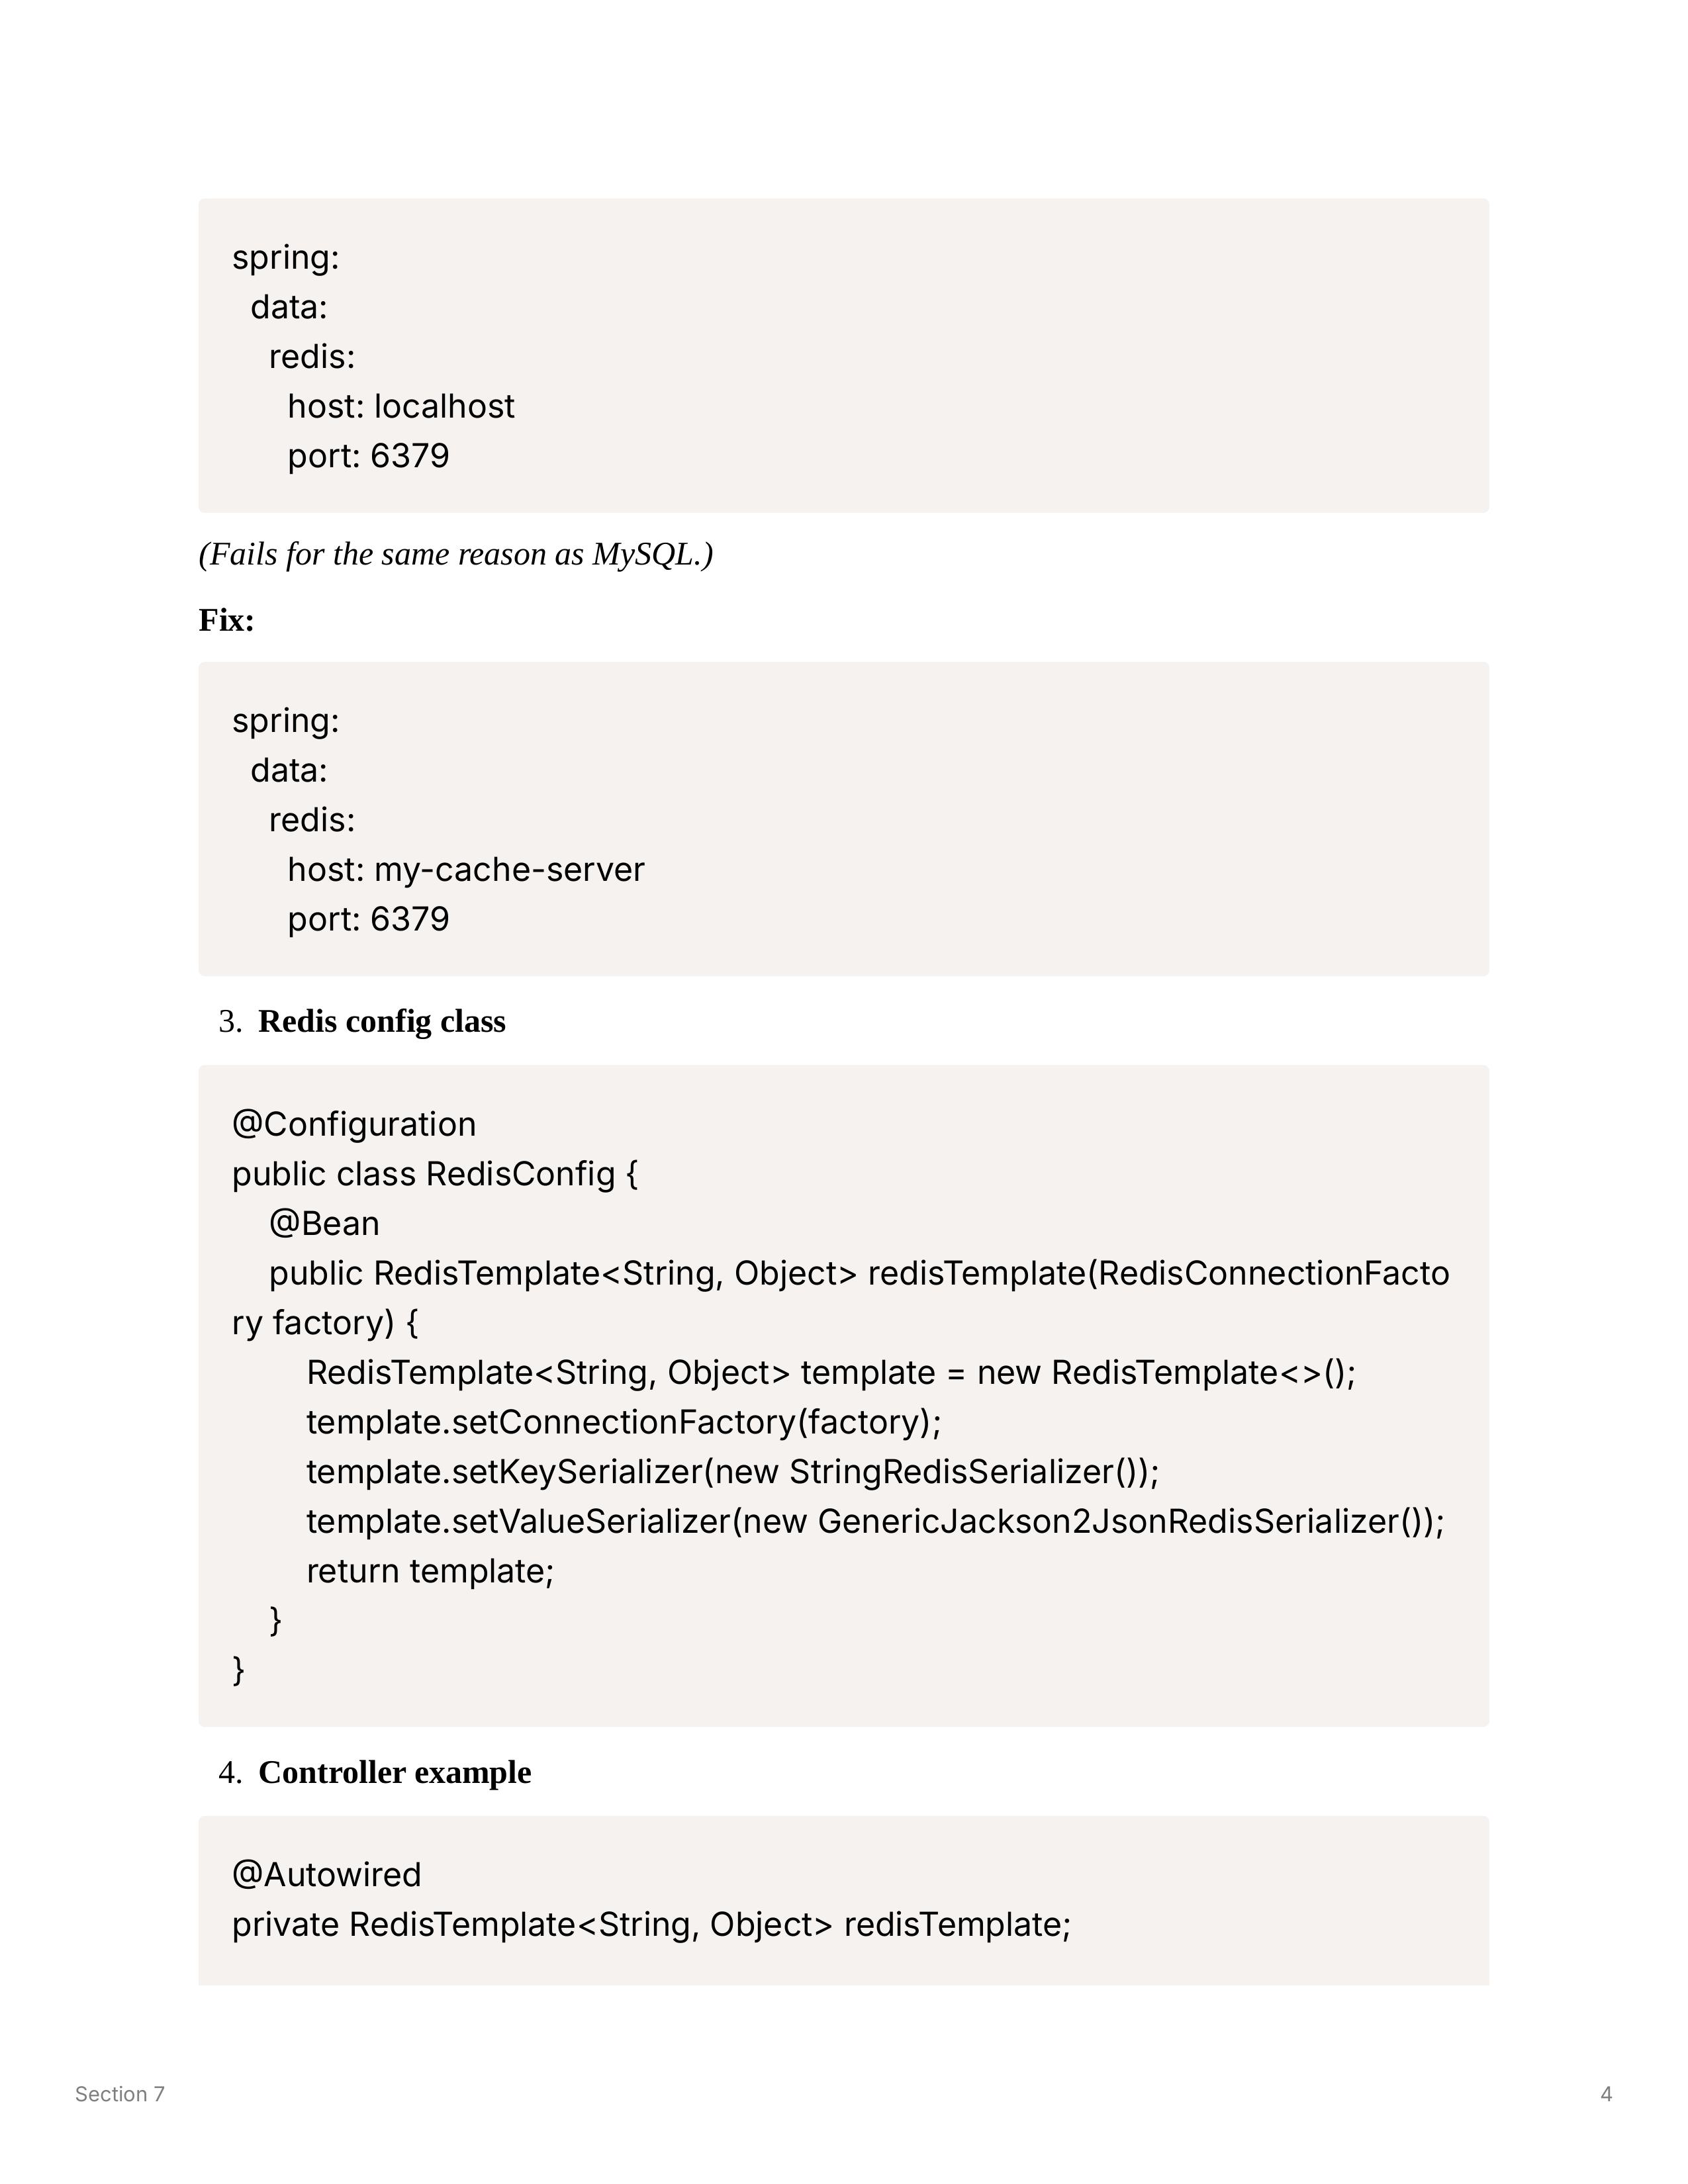 spring:
  data:
    redis:
      host: localhost
      port: 6379
(Fails for the same reason as MySQL.)
Fix:
spring:
  data:
    redis:
      host: my-cache-server
      port: 6379
3. Redis config class
@Configuration
public class RedisConfig {
    @Bean
    public RedisTemplate<String, Object> redisTemplate(RedisConnectionFacto
ry factory) {
        RedisTemplate<String, Object> template = new RedisTemplate<>();
        template.setConnectionFactory(factory);
        template.setKeySerializer(new StringRedisSerializer());
        template.setValueSerializer(new GenericJackson2JsonRedisSerializer());
        return template;
    }
}
4. Controller example
@Autowired
private RedisTemplate<String, Object> redisTemplate;
Section 7
4